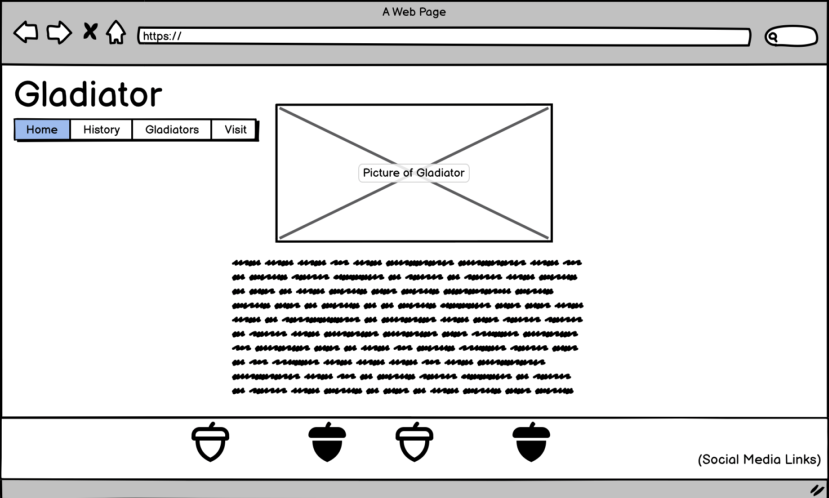 A Web Page
https://
Gladiator
Home History Gladiators Visit
Picture of Gladiator
(Social Media Links)